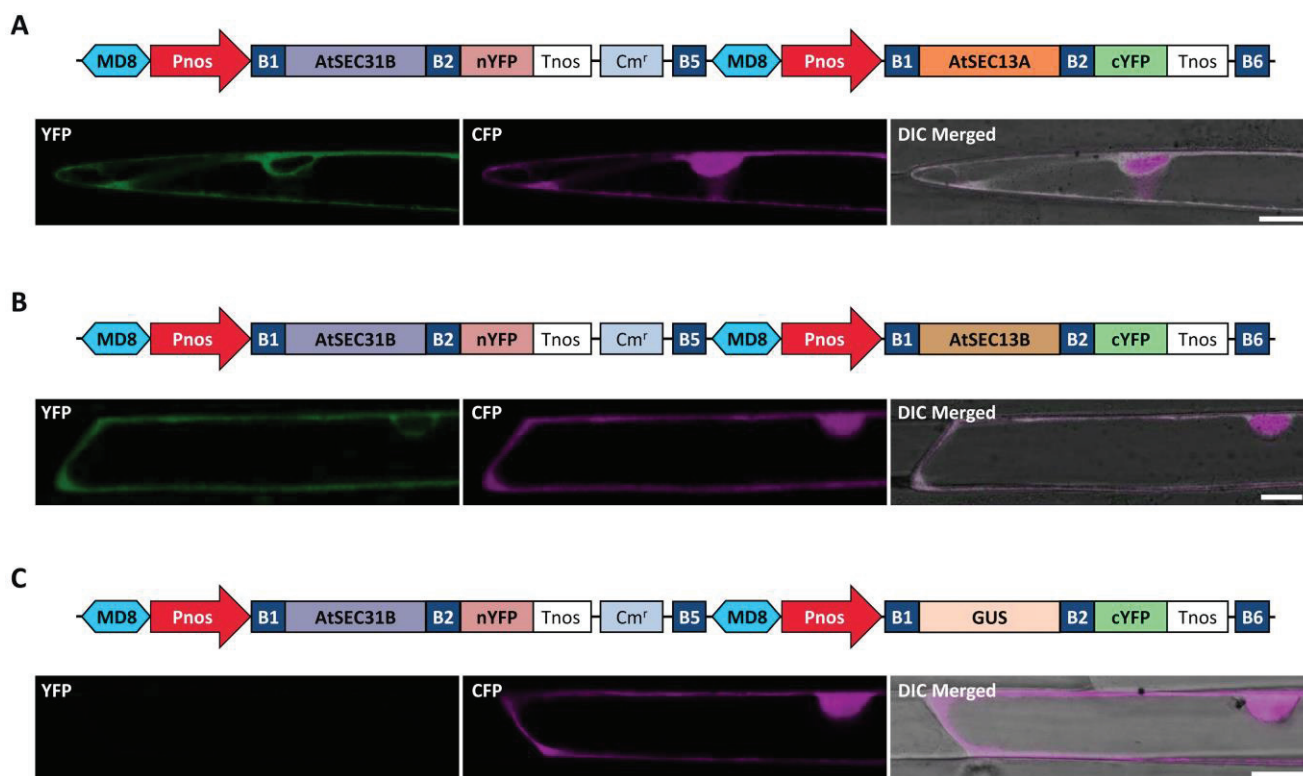 A
MD8 Pnos B1 AtSEC31B B2 nYFP Tnos Cmʳ B5 MD8 Pnos B1 AtSEC13A B2 cYFP Tnos B6
YFP CFP DIC Merged
B
MD8 Pnos B1 AtSEC31B B2 nYFP Tnos Cmʳ B5 MD8 Pnos B1 AtSEC13B B2 cYFP Tnos B6
YFP CFP DIC Merged
C
MD8 Pnos B1 AtSEC31B B2 nYFP Tnos Cmʳ B5 MD8 Pnos B1 GUS B2 cYFP Tnos B6
YFP CFP DIC Merged